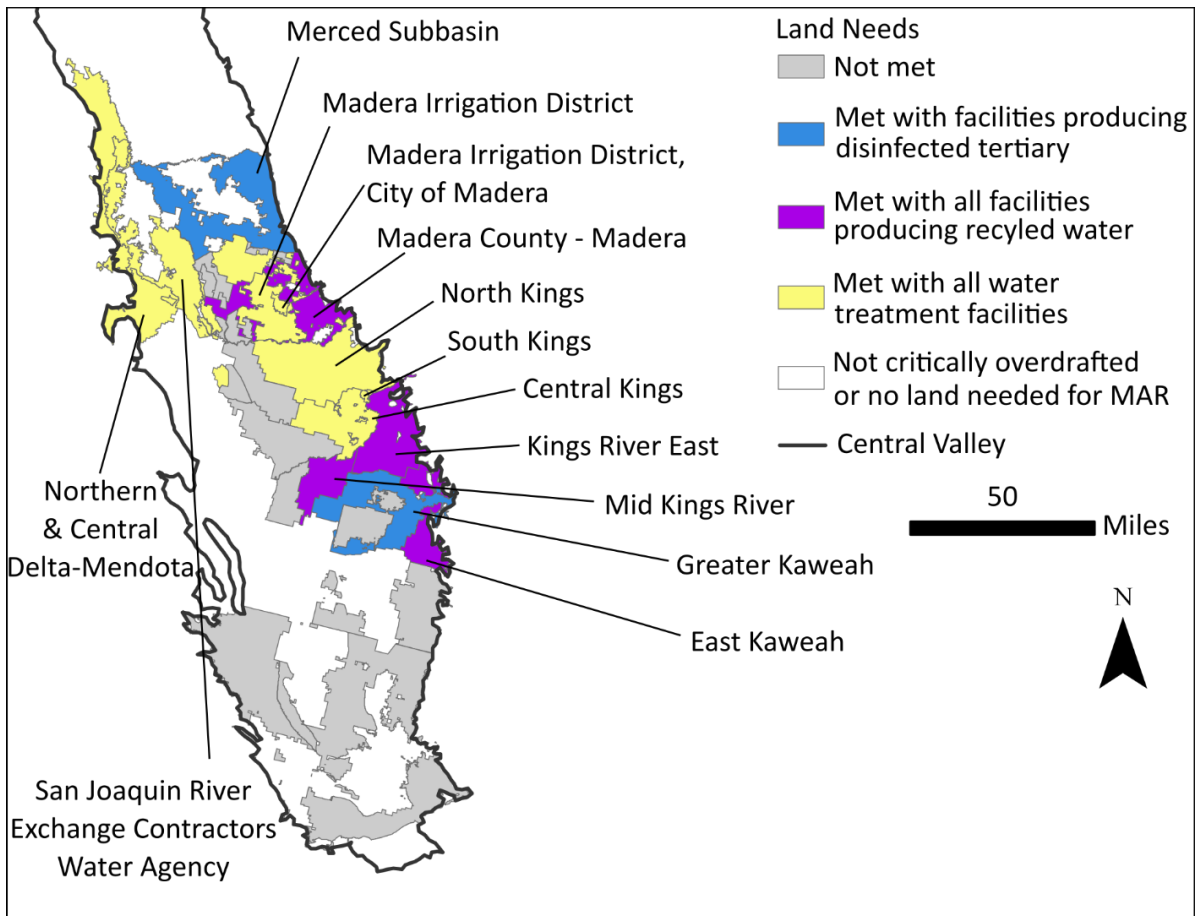 Merced Subbasin
Madera Irrigation District
Madera Irrigation District,
City of Madera
Madera County - Madera
North Kings
South Kings
Central Kings
Kings River East
Mid Kings River
Greater Kaweah
East Kaweah
Northern
& Central
Delta-Mendota
San Joaquin River
Exchange Contractors
Water Agency
Land Needs
Not met
Met with facilities producing
disinfected tertiary
Met with all facilities
producing recyled water
Met with all water
treatment facilities
Not critically overdrafted
or no land needed for MAR
Central Valley
50
Miles
N